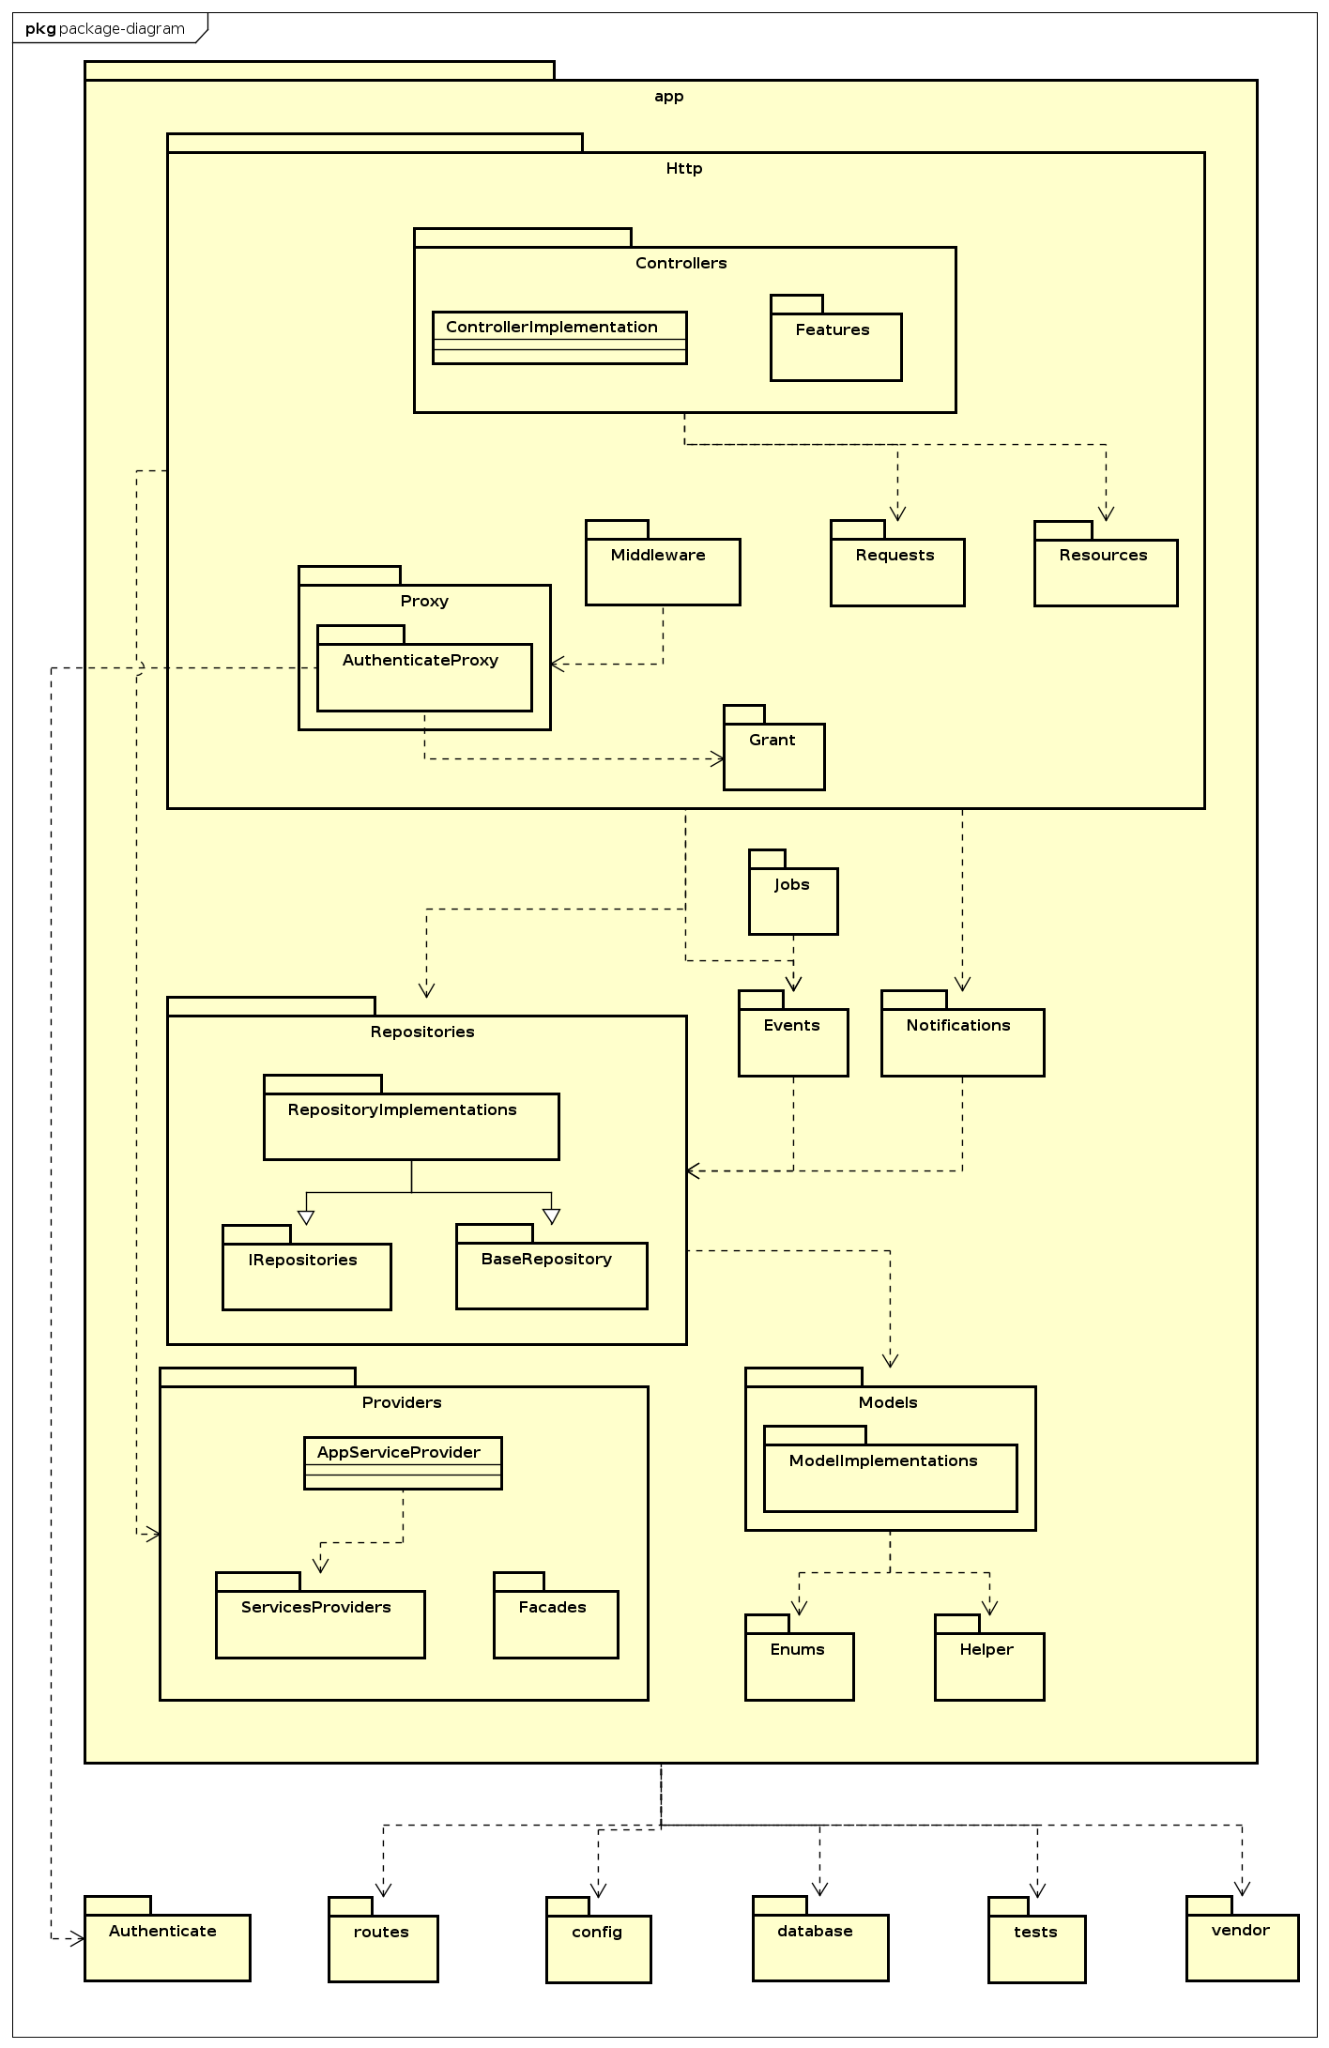 pkg package-diagram
app
Http
Controllers
ControllerImplementation
Features
Middleware
Requests
Resources
Proxy
AuthenticateProxy
Grant
Jobs
Events
Notifications
Repositories
RepositoryImplementations
IRepositories
BaseRepository
Providers
AppServiceProvider
ServicesProviders
Facades
Models
ModelImplementations
Enums
Helper
Authenticate
routes
config
database
tests
vendor